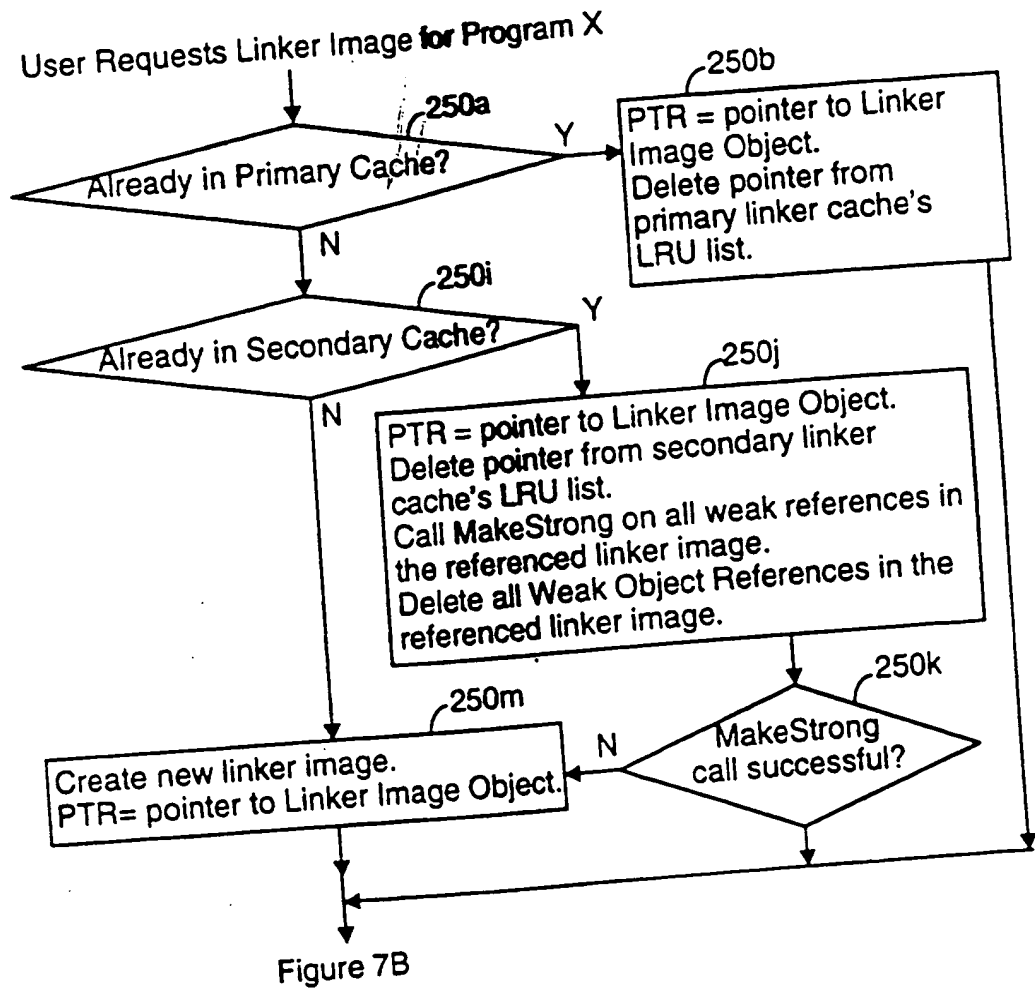 User Requests Linker Image for Program X
250a
Already in Primary Cache?
Y
N
250b
PTR = pointer to Linker
Image Object.
Delete pointer from
primary linker cache's
LRU list.
250i
Already in Secondary Cache?
Y
N
250j
PTR = pointer to Linker Image Object.
Delete pointer from secondary linker
cache's LRU list.
Call MakeStrong on all weak references in
the referenced linker image.
Delete all Weak Object References in the
referenced linker image.
250k
MakeStrong
call successful?
N
250m
Create new linker image.
PTR= pointer to Linker Image Object.
Figure 7B